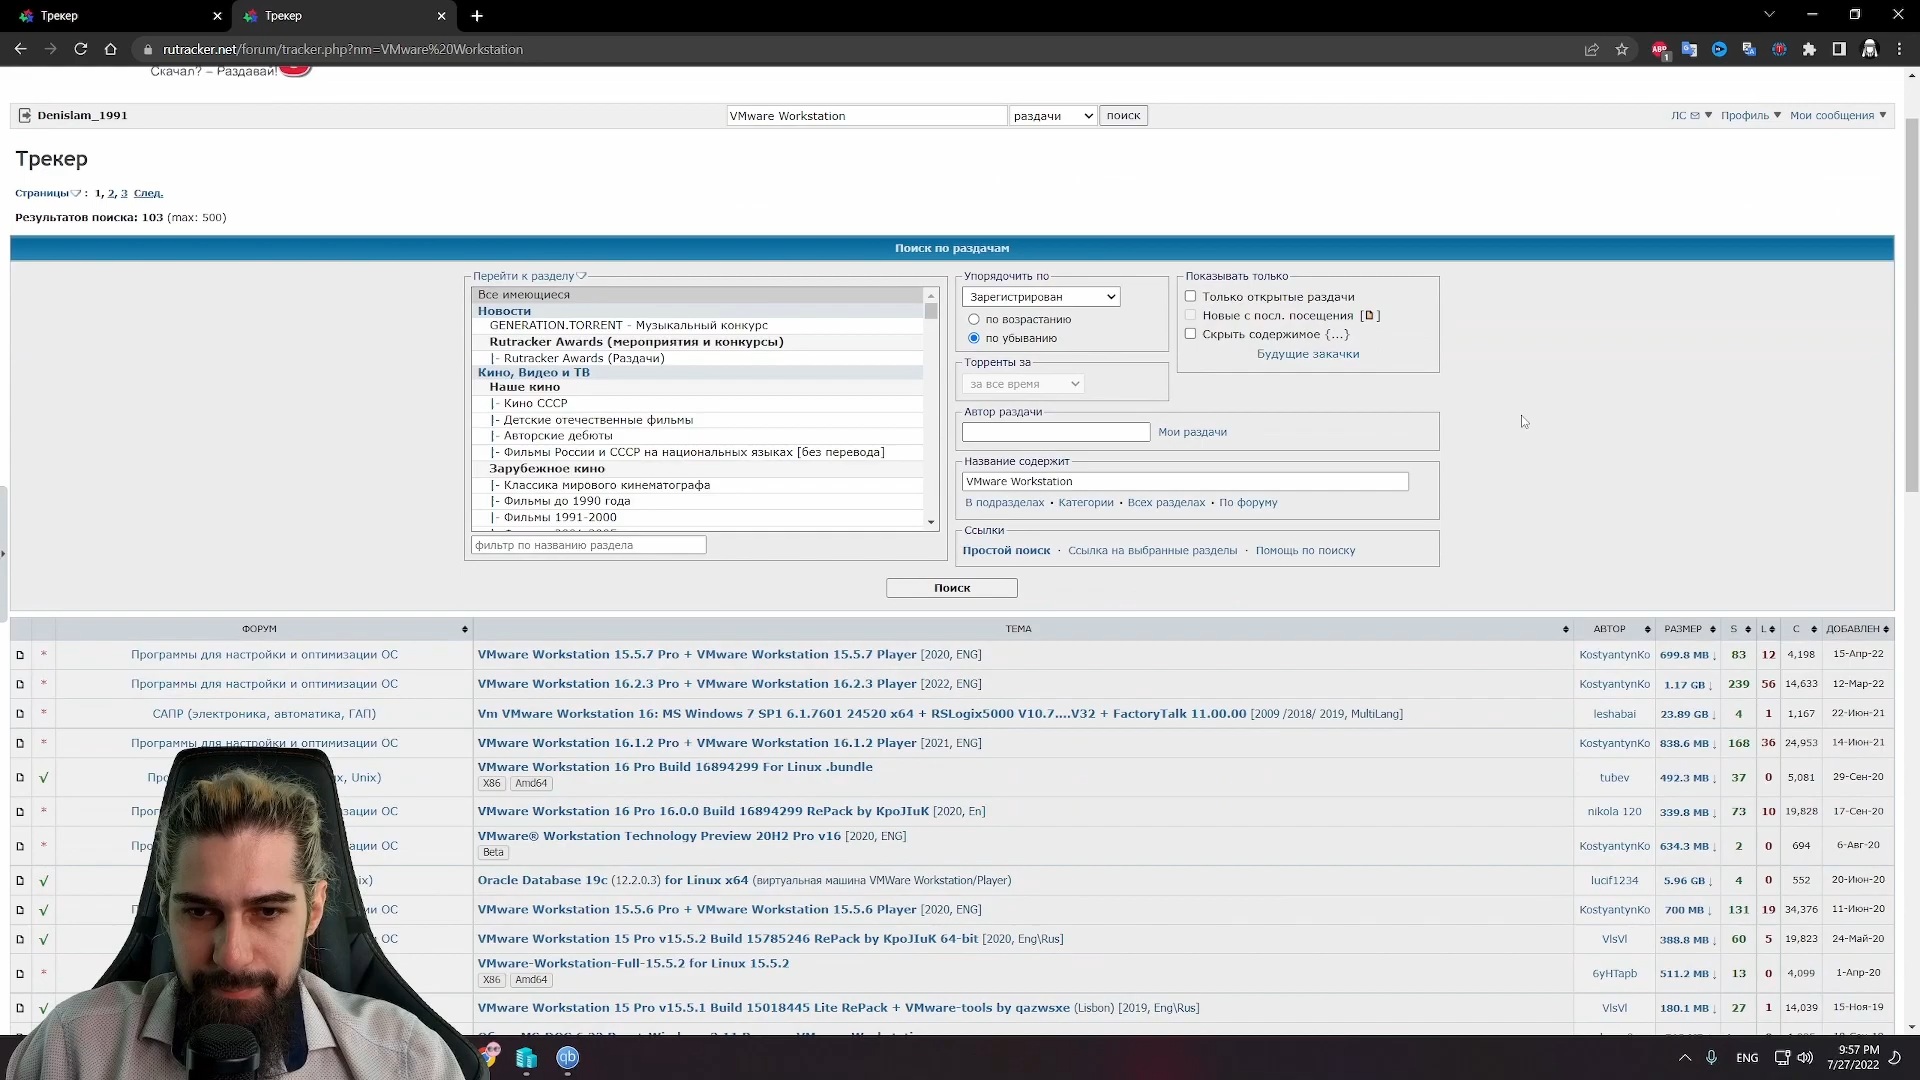 Трекер
Трекер
rutracker.net/forum/tracker.php?nm=VMware%20Workstation
ABP
1
Скачал? – Раздавай!
Denislam_1991
VMware Workstation
раздачи
поиск
ЛС
Профиль
Мои сообщения
Трекер
Страницы : 1, 2, 3 След.
Результатов поиска: 103 (max: 500)
Поиск по раздачам
Перейти к разделу
Все имеющиеся
Новости
GENERATION.TORRENT - Музыкальный конкурс
Rutracker Awards (мероприятия и конкурсы)
|- Rutracker Awards (Раздачи)
Кино, Видео и ТВ
Наше кино
|- Кино СССР
|- Детские отечественные фильмы
|- Авторские дебюты
|- Фильмы России и СССР на национальных языках [без перевода]
Зарубежное кино
|- Классика мирового кинематографа
|- Фильмы до 1990 года
|- Фильмы 1991-2000
фильтр по названию раздела
Упорядочить по
Зарегистрирован
по возрастанию
по убыванию
Торренты за
за все время
Показывать только
Только открытые раздачи
Новые с посл. посещения [ ]
Скрыть содержимое {...}
Будущие закачки
Автор раздачи
Мои раздачи
Название содержит
VMware Workstation
В подразделах • Категории • Всех разделах • По форуму
Ссылки
Простой поиск · Ссылка на выбранные разделы · Помощь по поиску
Поиск
ФОРУМ ТЕМА АВТОР РАЗМЕР S L C ДОБАВЛЕН
* Программы для настройки и оптимизации ОС VMware Workstation 15.5.7 Pro + VMware Workstation 15.5.7 Player [2020, ENG] KostyantynKo 699.8 MB ↓ 83 12 4,198 15-Апр-22
* Программы для настройки и оптимизации ОС VMware Workstation 16.2.3 Pro + VMware Workstation 16.2.3 Player [2022, ENG] KostyantynKo 1.17 GB ↓ 239 56 14,633 12-Мар-22
* САПР (электроника, автоматика, ГАП) Vm VMware Workstation 16: MS Windows 7 SP1 6.1.7601 24520 x64 + RSLogix5000 V10.7....V32 + FactoryTalk 11.00.00 [2009 /2018/ 2019, MultiLang] leshabai 23.89 GB ↓ 4 1 1,167 22-Июн-21
* Программы для настройки и оптимизации ОС VMware Workstation 16.1.2 Pro + VMware Workstation 16.1.2 Player [2021, ENG] KostyantynKo 838.6 MB ↓ 168 36 24,953 14-Июн-21
√ Про x, Unix) VMware Workstation 16 Pro Build 16894299 For Linux .bundle tubev 492.3 MB ↓ 37 0 5,081 29-Сен-20
X86 Amd64
* Прог зации ОС VMware Workstation 16 Pro 16.0.0 Build 16894299 RePack by KpoJIuK [2020, En] nikola 120 339.8 MB ↓ 73 10 19,828 17-Сен-20
* Про ии ОС VMware® Workstation Technology Preview 20H2 Pro v16 [2020, ENG] KostyantynKo 634.3 MB ↓ 2 0 694 6-Авг-20
Beta
√ ix) Oracle Database 19c (12.2.0.3) for Linux x64 (виртуальная машина VMWare Workstation/Player) lucif1234 5.96 GB ↓ 4 0 552 20-Июн-20
√ Про ии ОС VMware Workstation 15.5.6 Pro + VMware Workstation 15.5.6 Player [2020, ENG] KostyantynKo 700 MB ↓ 131 19 34,376 11-Июн-20
√ Про ОС VMware Workstation 15 Pro v15.5.2 Build 15785246 RePack by KpoJIuK 64-bit [2020, Eng\Rus] VlsVl 388.8 MB ↓ 60 5 19,823 24-Май-20
* VMware-Workstation-Full-15.5.2 for Linux 15.5.2 6yHTapb 511.2 MB ↓ 13 0 4,099 1-Апр-20
X86 Amd64
√ VMware Workstation 15 Pro v15.5.1 Build 15018445 Lite RePack + VMware-tools by qazwsxe (Lisbon) [2019, Eng\Rus] VlsVl 180.1 MB ↓ 27 1 14,039 15-Ноя-19
qb
ENG
9:57 PM
7/27/2022